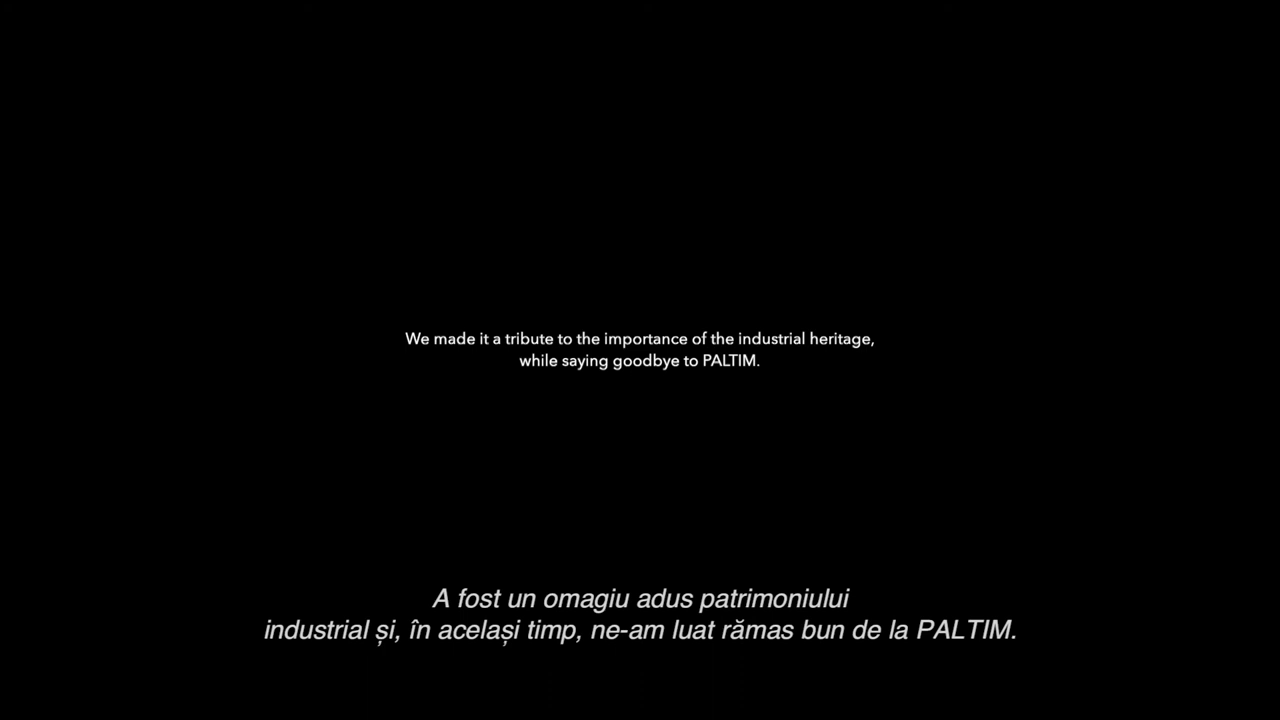 We made it a tribute to the importance of the industrial heritage,
while saying goodbye to PALTIM.
A fost un omagiu adus patrimoniului
industrial și, în același timp, ne-am luat rămas bun de la PALTIM.